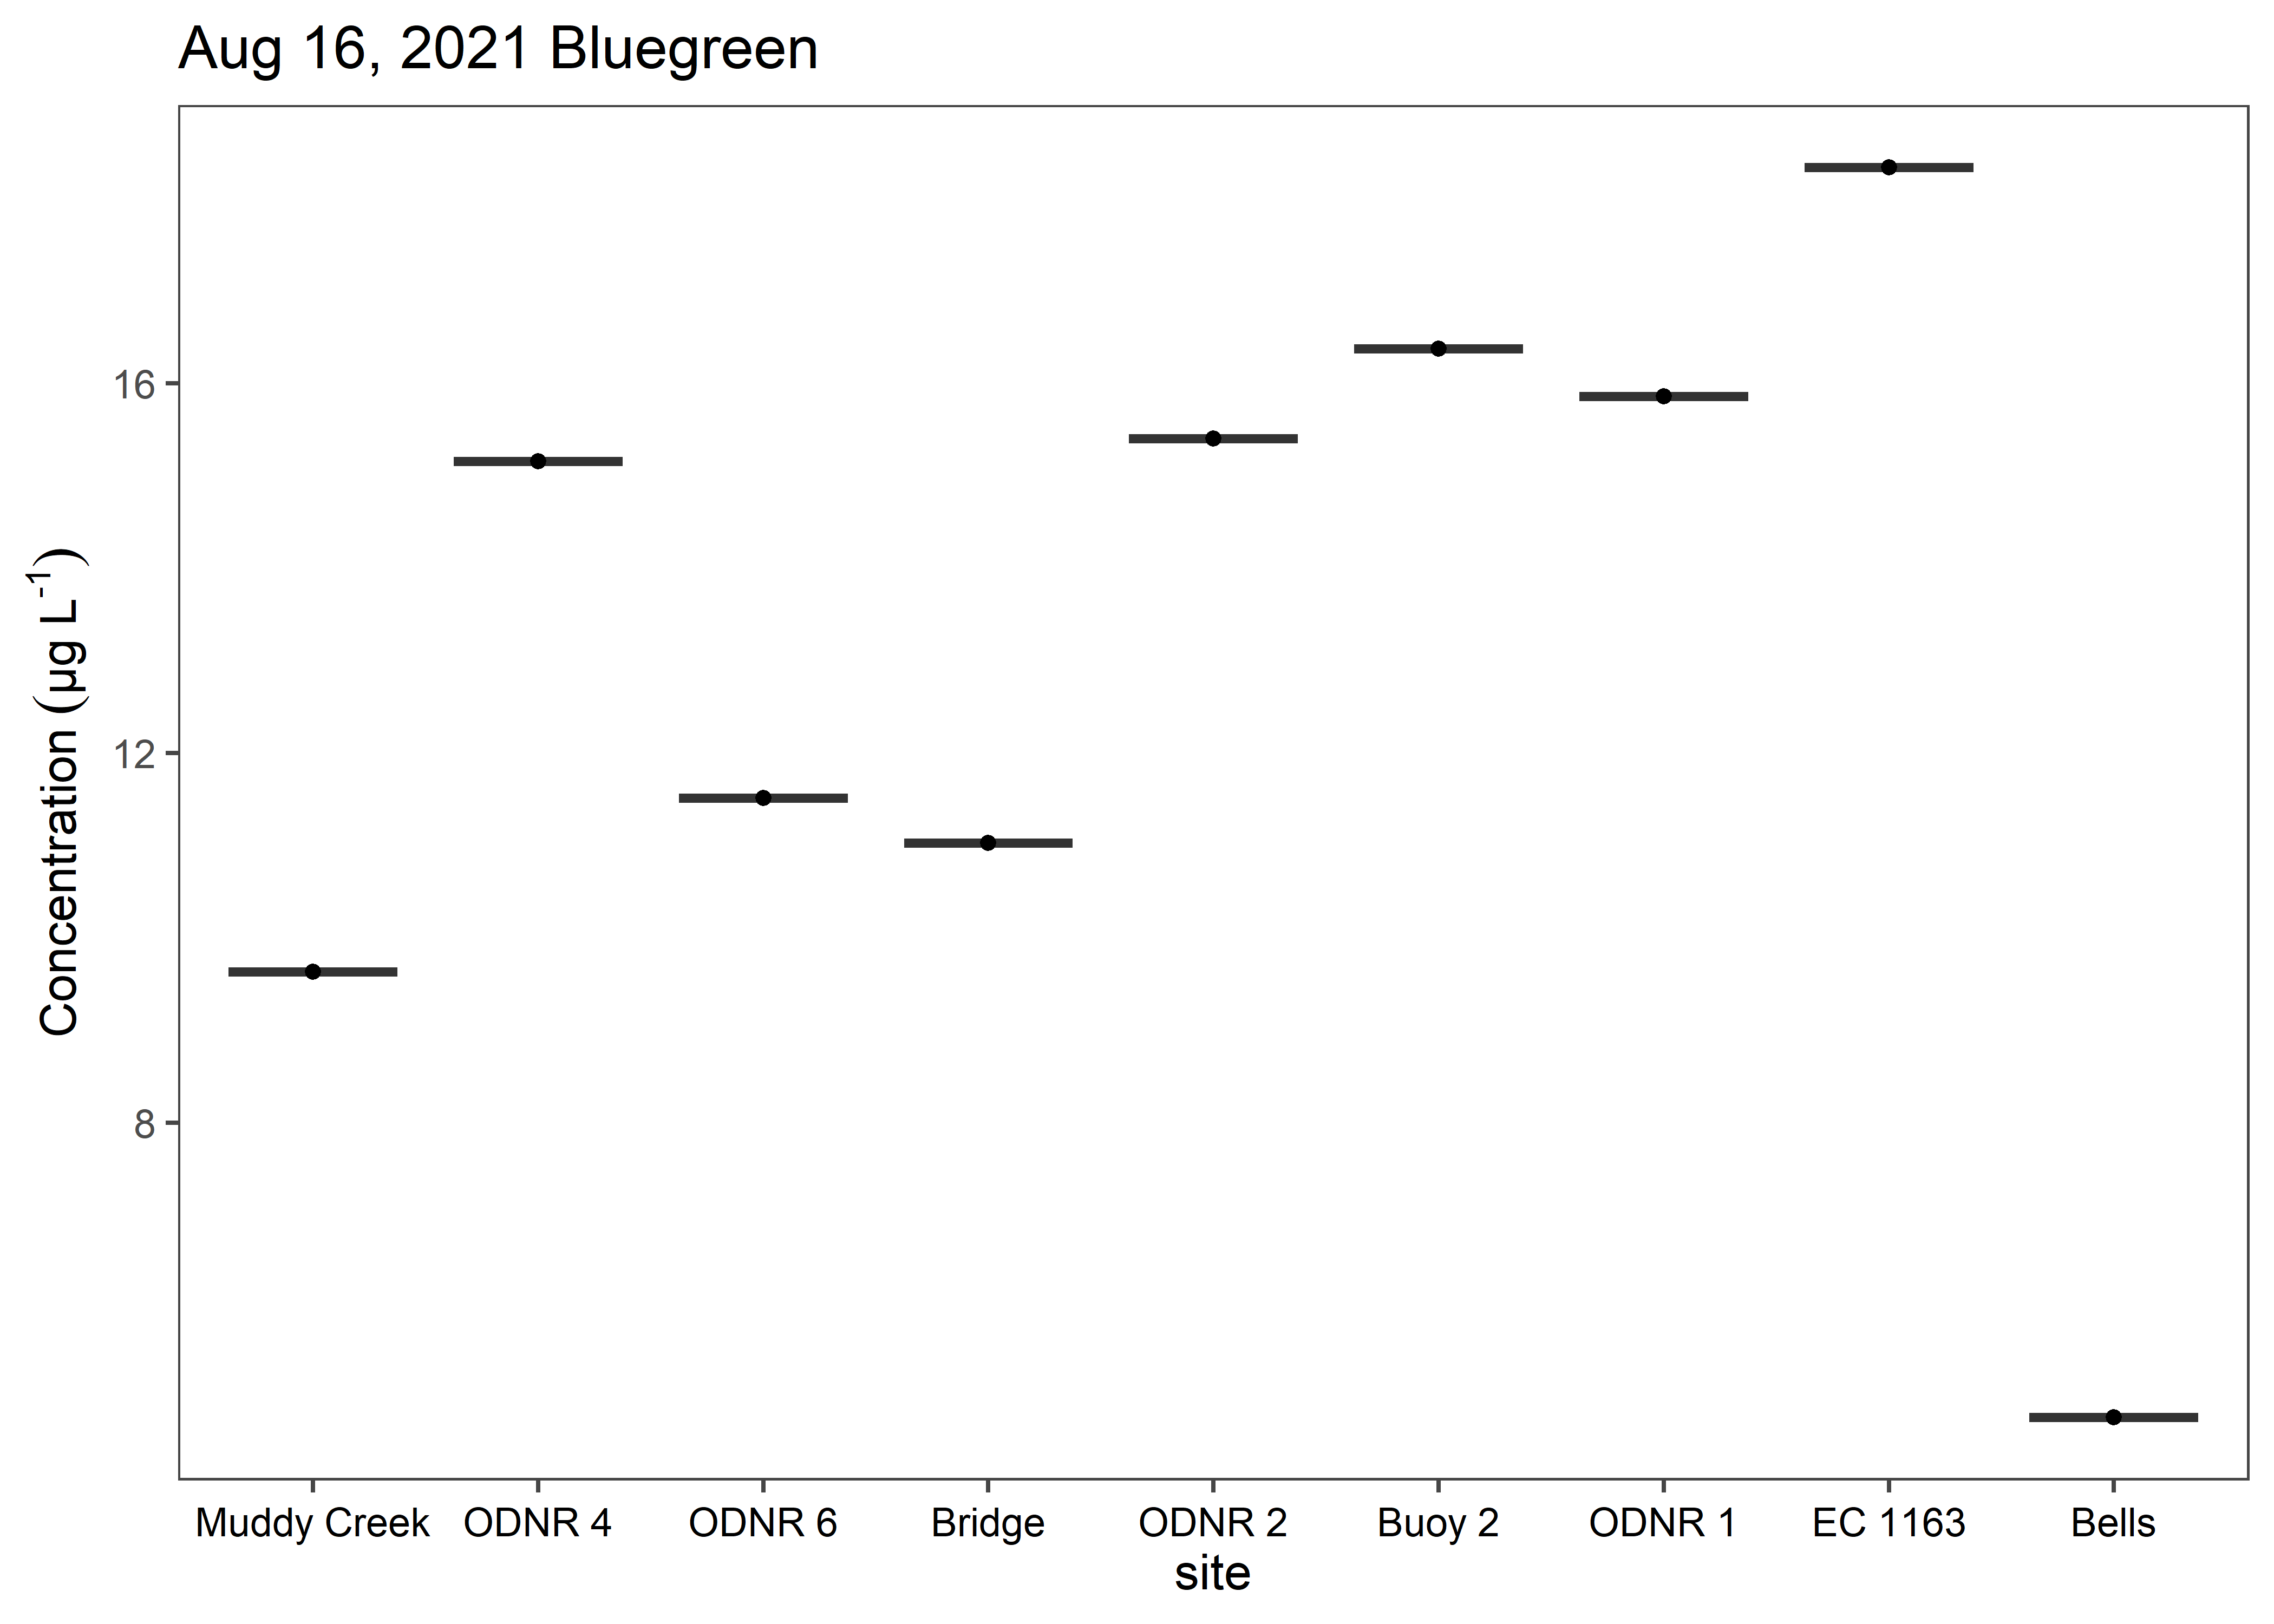 Aug 16, 2021 Bluegreen
Concentration (µg L⁻¹)
16
12
8
Muddy Creek ODNR 4 ODNR 6 Bridge ODNR 2 Buoy 2 ODNR 1 EC 1163 Bells
site